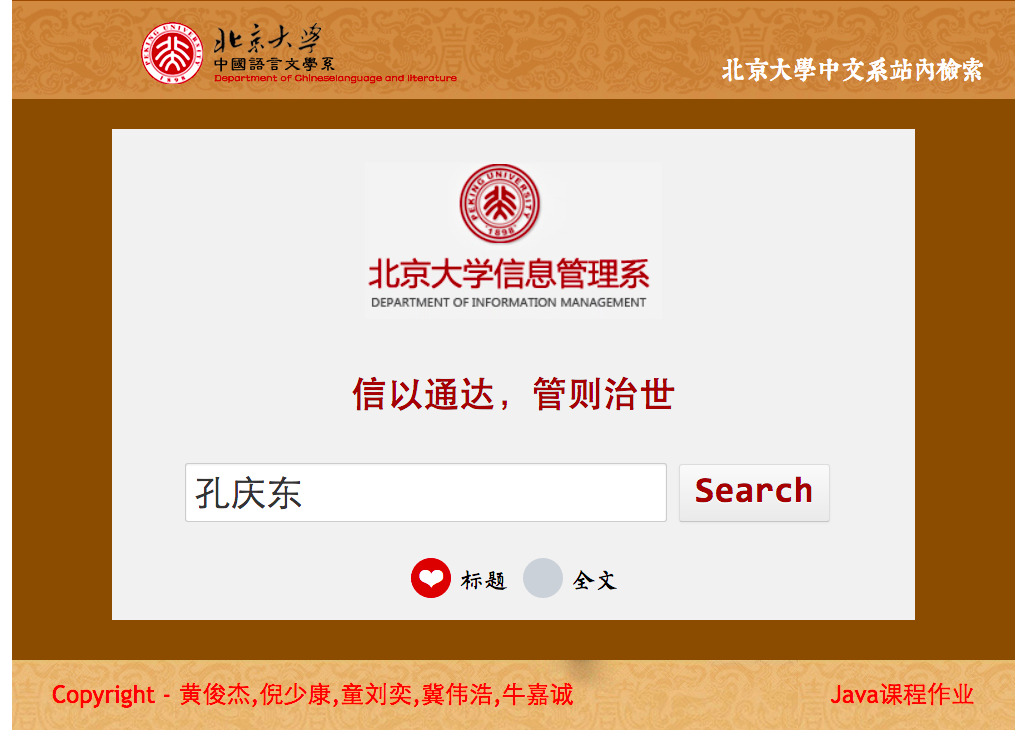 PEKING UNIVERSITY
1898
北京大學
中國語言文學系
Department of Chineselanguage and literature
北京大學中文系站內檢索
PEKING UNIVERSITY
1898
北京大学信息管理系
DEPARTMENT OF INFORMATION MANAGEMENT
信以通达，管则治世
孔庆东
Search
标题
全文
Copyright - 黄俊杰,倪少康,童刘奕,冀伟浩,牛嘉诚
Java课程作业